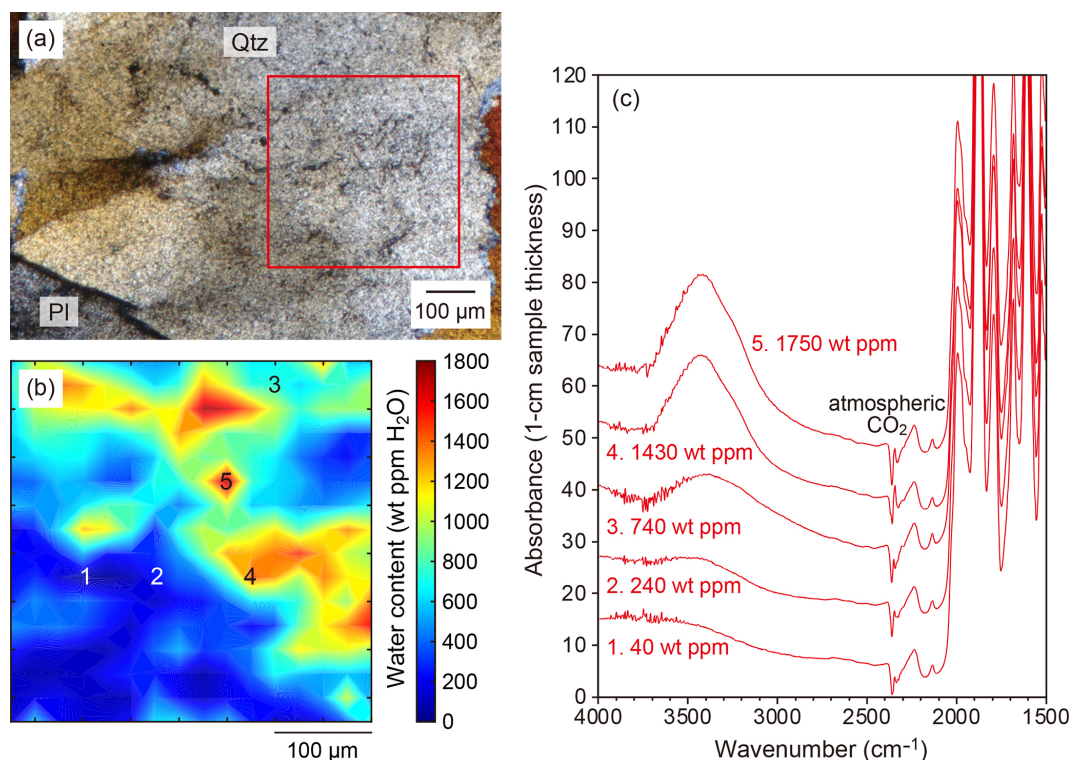 (a)
Qtz
Pl
100 μm
(b)
3
5
1
2
4
100 μm
1800
1600
1400
1200
1000
800
600
400
200
0
Water content (wt ppm H₂O)
(c)
120
110
100
90
80
70
60
50
40
30
20
10
0
Absorbance (1-cm sample thickness)
5. 1750 wt ppm
atmospheric
CO₂
4. 1430 wt ppm
3. 740 wt ppm
2. 240 wt ppm
1. 40 wt ppm
4000
3500
3000
2500
2000
1500
Wavenumber (cm⁻¹)